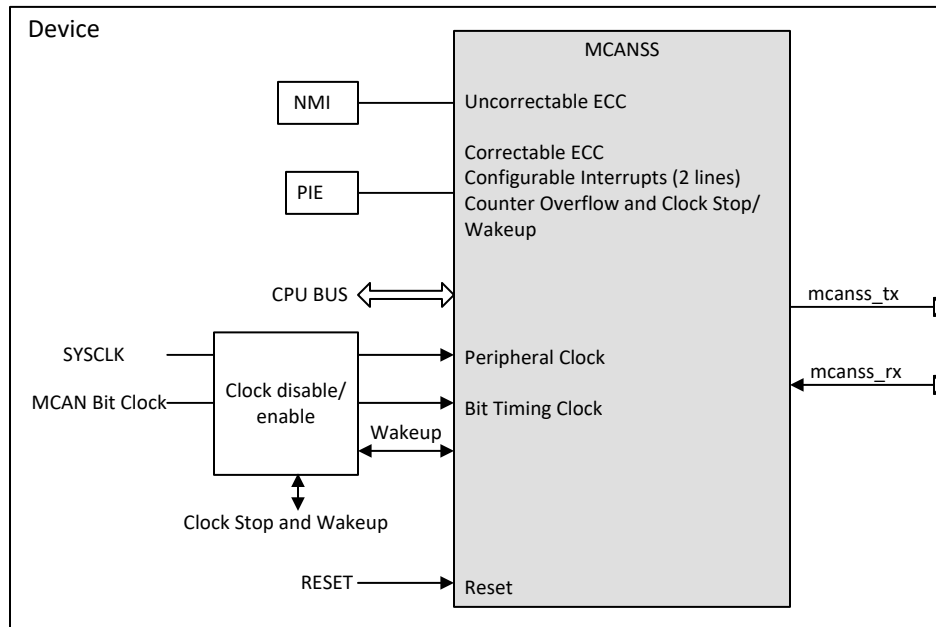 Device
MCANSS
NMI
Uncorrectable ECC
Correctable ECC
Configurable Interrupts (2 lines)
PIE
Counter Overflow and Clock Stop/
Wakeup
CPU BUS
mcanss_tx
SYSCLK
Peripheral Clock
mcanss_rx
Clock disable/
enable
MCAN Bit Clock
Bit Timing Clock
Wakeup
Clock Stop and Wakeup
RESET
Reset